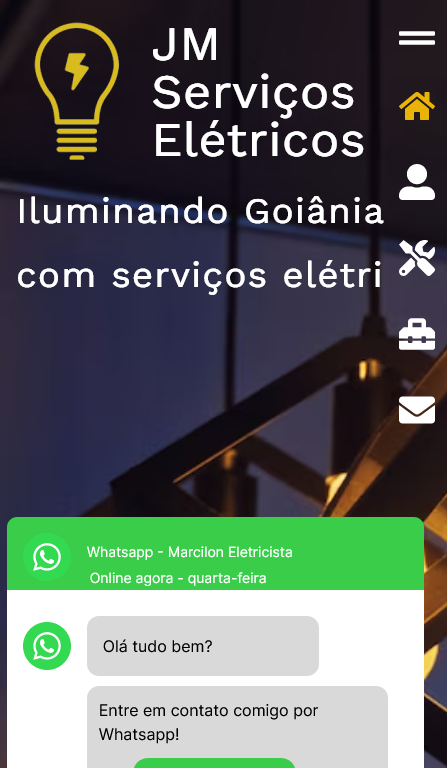 JM
Serviços
Elétricos
Iluminando Goiânia
com serviços elétri
Whatsapp - Marcilon Eletricista
Online agora - quarta-feira
Olá tudo bem?
Entre em contato comigo por
Whatsapp!